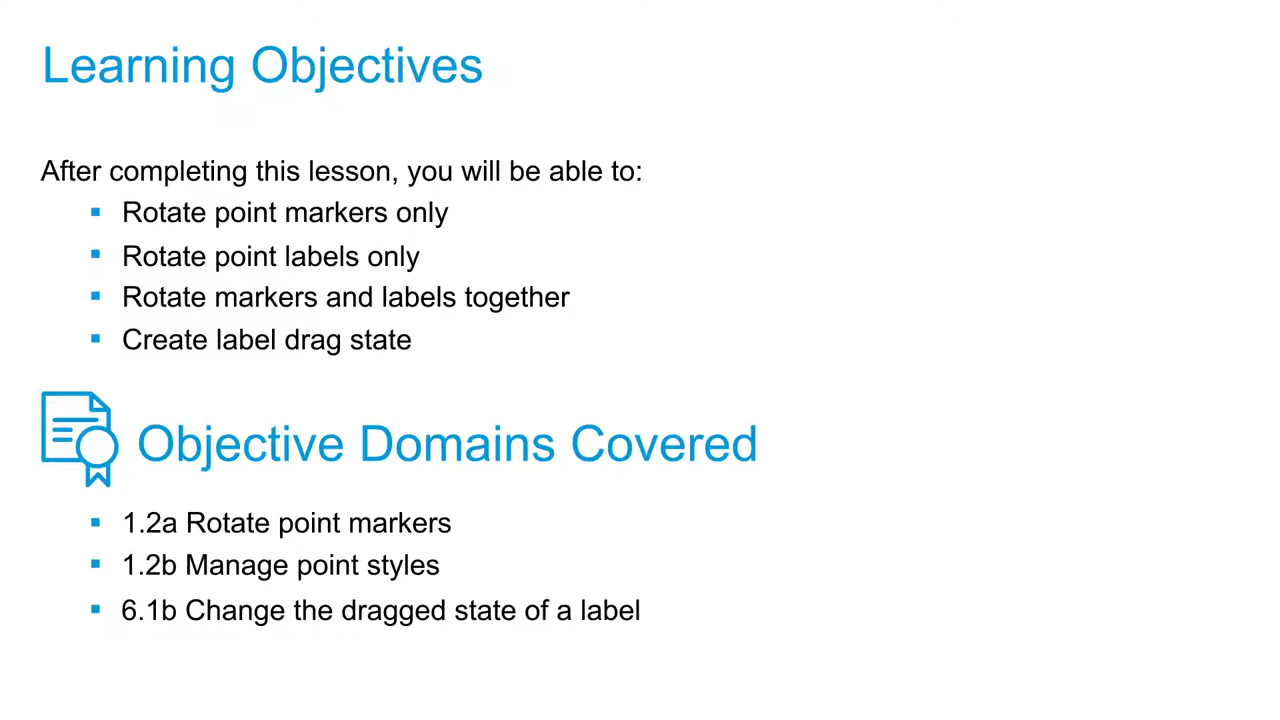 Learning Objectives
After completing this lesson, you will be able to:
Rotate point markers only
Rotate point labels only
Rotate markers and labels together
Create label drag state
Objective Domains Covered
1.2a Rotate point markers
1.2b Manage point styles
6.1b Change the dragged state of a label